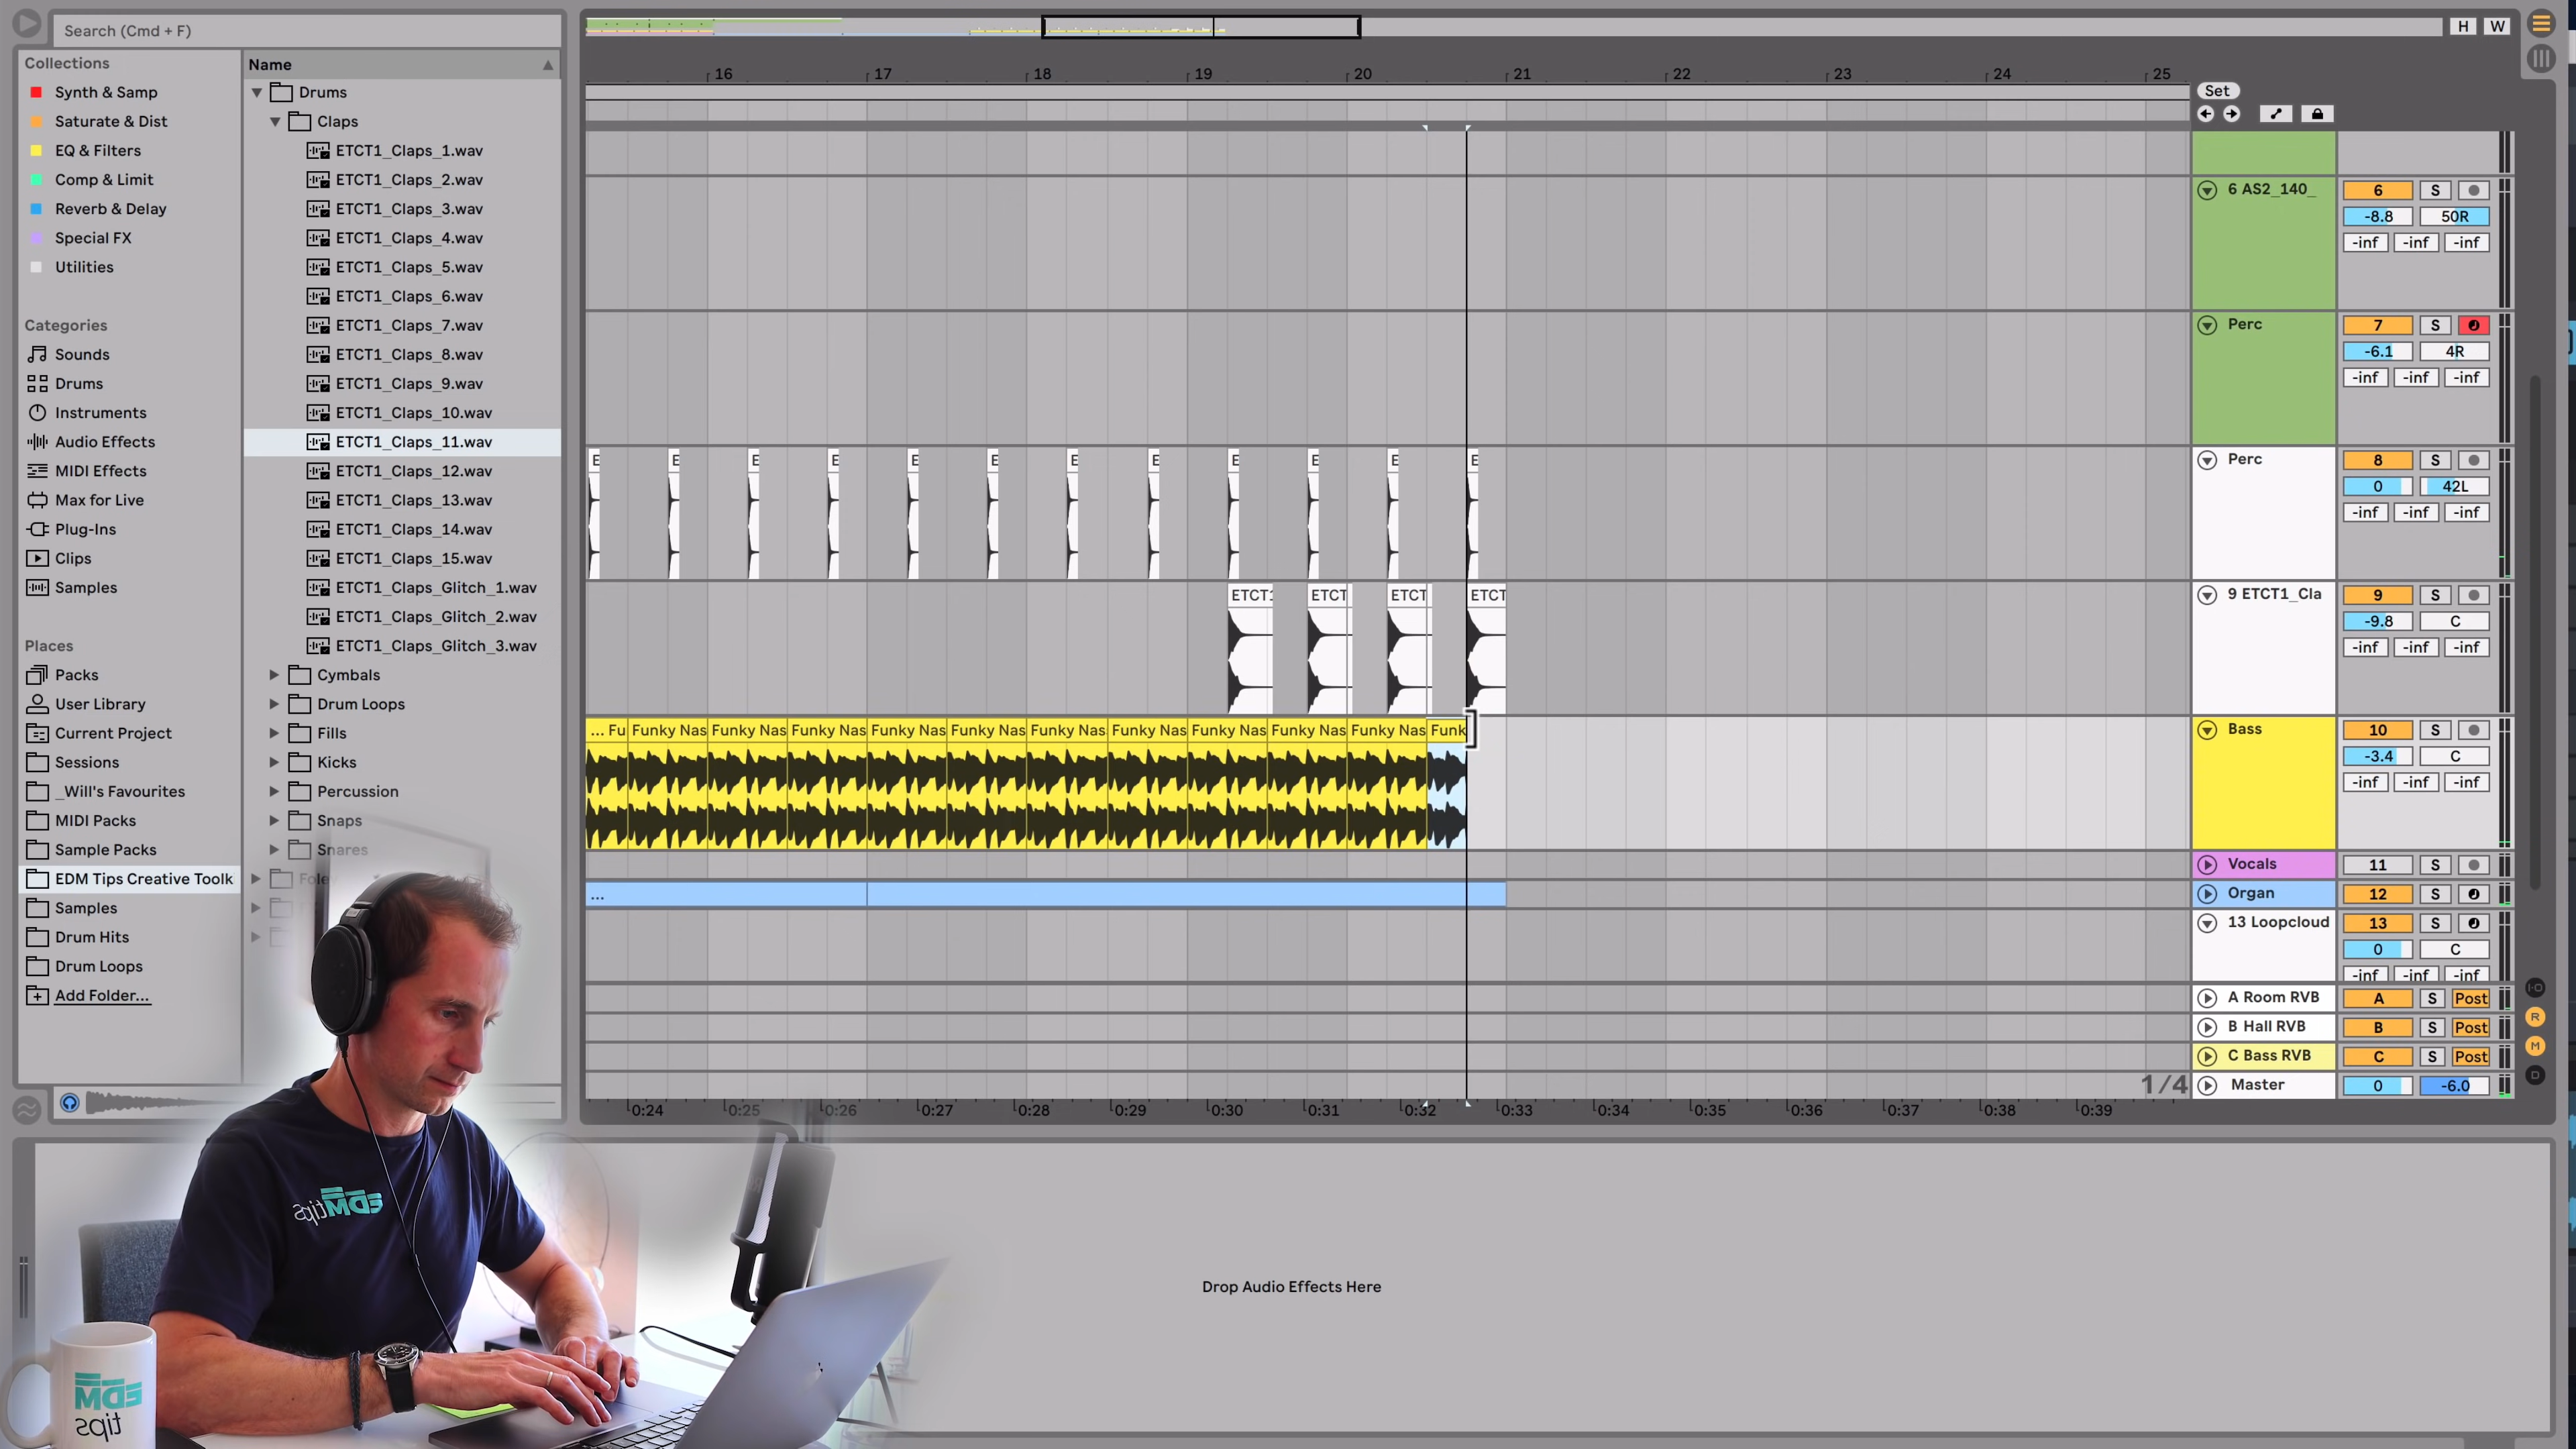 Search (Cmd + F)
H
W
Collections
Synth & Samp
Saturate & Dist
EQ & Filters
Comp & Limit
Reverb & Delay
Special FX
Utilities
Categories
Sounds
Drums
Instruments
Audio Effects
MIDI Effects
Max for Live
Plug-Ins
Clips
Samples
Places
Packs
User Library
Current Project
Sessions
_Will's Favourites
MIDI Packs
Sample Packs
EDM Tips Creative Toolk
Samples
Drum Hits
Drum Loops
Add Folder...
Name
Drums
Claps
ETCT1_Claps_1.wav
ETCT1_Claps_2.wav
ETCT1_Claps_3.wav
ETCT1_Claps_4.wav
ETCT1_Claps_5.wav
ETCT1_Claps_6.wav
ETCT1_Claps_7.wav
ETCT1_Claps_8.wav
ETCT1_Claps_9.wav
ETCT1_Claps_10.wav
ETCT1_Claps_11.wav
ETCT1_Claps_12.wav
ETCT1_Claps_13.wav
ETCT1_Claps_14.wav
ETCT1_Claps_15.wav
ETCT1_Claps_Glitch_1.wav
ETCT1_Claps_Glitch_2.wav
ETCT1_Claps_Glitch_3.wav
Cymbals
Drum Loops
Fills
Kicks
Percussion
Snaps
Snares
16 17 18 19 20 21 22 23 24 25
Set
6 AS2_140_ 6 S
-8.8 50R
-inf -inf -inf
Perc 7 S
-6.1 4R
-inf -inf -inf
E E E E E E E E E E E E
Perc 8 S
0 42L
-inf -inf -inf
ETCT1 ETCT ETCT ETCT
9 ETCT1_Cla 9 S
-9.8 C
-inf -inf -inf
... Fu Funky Nas Funky Nas Funky Nas Funky Nas Funky Nas Funky Nas Funky Nas Funky Nas Funky Nas Funky Nas Funk
Bass 10 S
-3.4 C
-inf -inf -inf
Vocals 11 S
...
Organ 12 S
13 Loopcloud 13 S
0 C
-inf -inf -inf
A Room RVB A S Post
B Hall RVB B S Post
C Bass RVB C S Post
1/4
Master 0 -6.0
R
M
D
0:24 0:25 0:26 0:27 0:28 0:29 0:30 0:31 0:32 0:33 0:34 0:35 0:36 0:37 0:38 0:39
Drop Audio Effects Here
EDM tips
EDM
tips